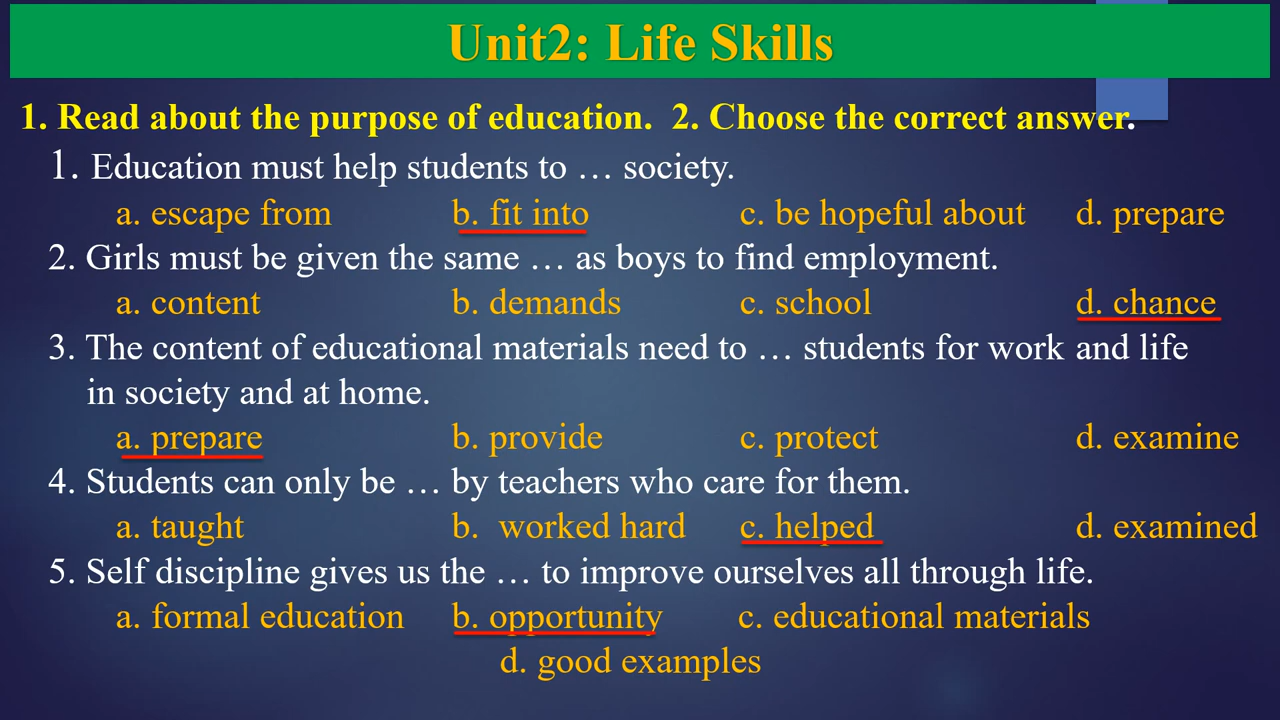 Unit2: Life Skills
1. Read about the purpose of education. 2. Choose the correct answer.
1. Education must help students to … society.
a. escape from b. fit into c. be hopeful about d. prepare
2. Girls must be given the same … as boys to find employment.
a. content b. demands c. school d. chance
3. The content of educational materials need to … students for work and life
in society and at home.
a. prepare b. provide c. protect d. examine
4. Students can only be … by teachers who care for them.
a. taught b. worked hard c. helped d. examined
5. Self discipline gives us the … to improve ourselves all through life.
a. formal education b. opportunity c. educational materials
d. good examples